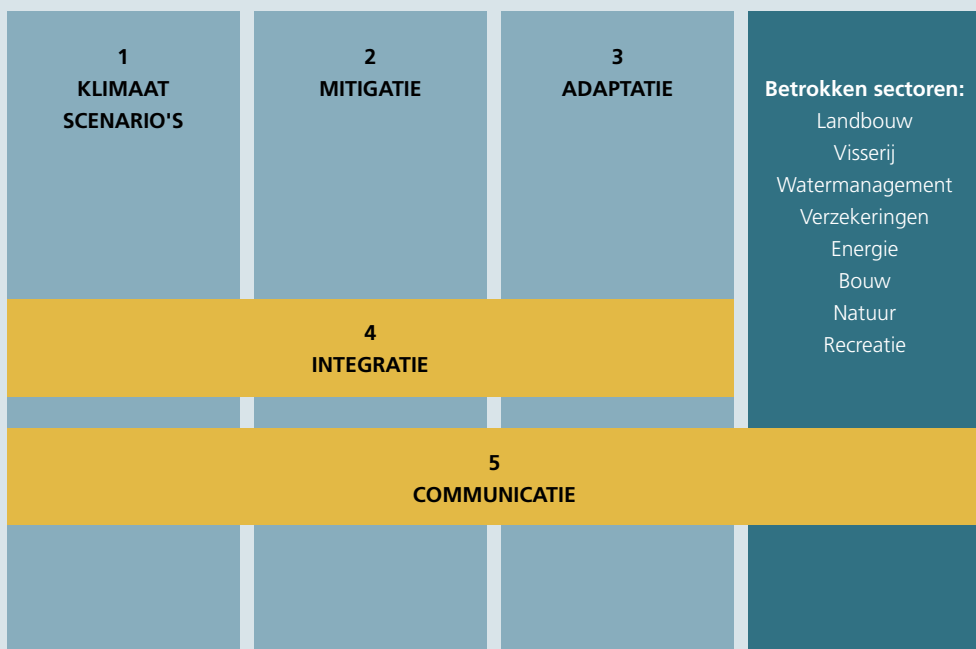 1
KLIMAAT
SCENARIO'S
2
MITIGATIE
3
ADAPTATIE
Betrokken sectoren:
Landbouw
Visserij
Watermanagement
Verzekeringen
Energie
Bouw
Natuur
Recreatie
4
INTEGRATIE
5
COMMUNICATIE